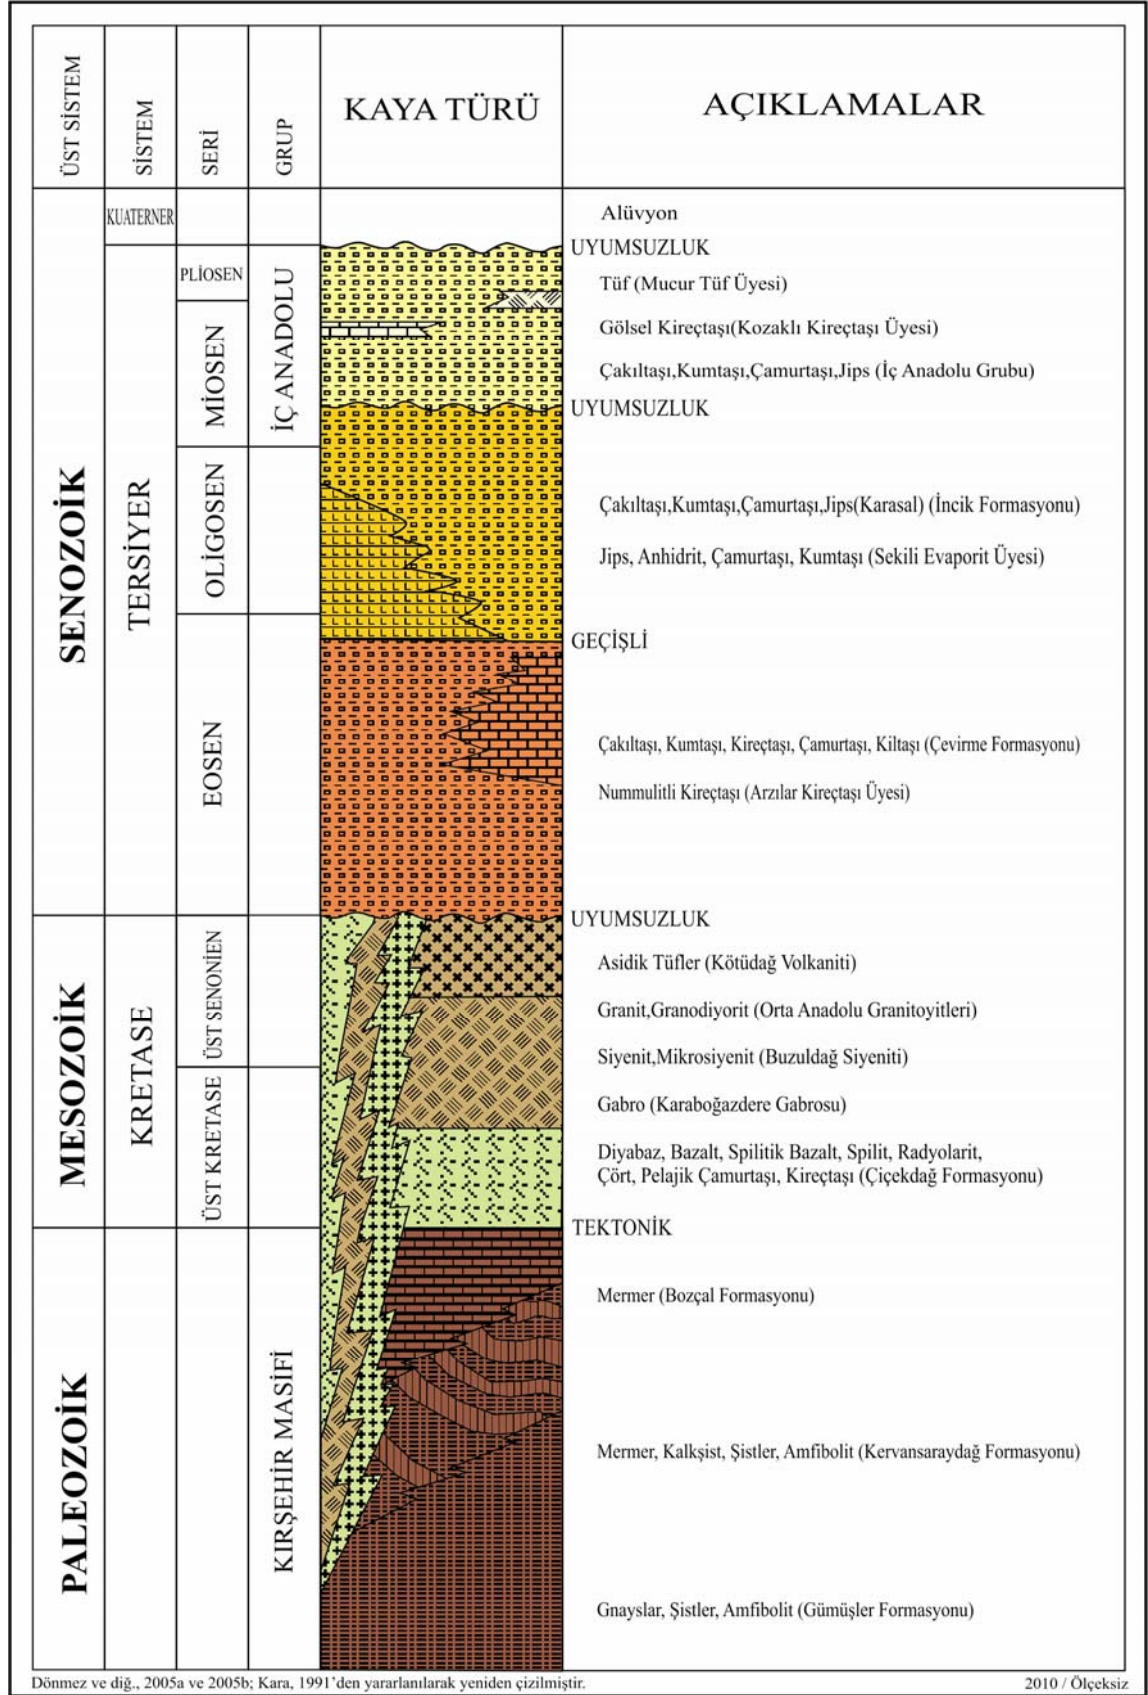 ÜST SİSTEM
SİSTEM
SERİ
GRUP
KAYA TÜRÜ
AÇIKLAMALAR
SENOZOİK
KUATERNER
Alüvyon
UYUMSUZLUK
TERSİYER
PLİOSEN
İÇ ANADOLU
Tüf (Mucur Tüf Üyesi)
MİOSEN
Gölsel Kireçtaşı(Kozaklı Kireçtaşı Üyesi)
Çakıltaşı,Kumtaşı,Çamurtaşı,Jips (İç Anadolu Grubu)
UYUMSUZLUK
OLİGOSEN
Çakıltaşı,Kumtaşı,Çamurtaşı,Jips(Karasal) (İncik Formasyonu)
Jips, Anhidrit, Çamurtaşı, Kumtaşı (Sekili Evaporit Üyesi)
GEÇİŞLİ
EOSEN
Çakıltaşı, Kumtaşı, Kireçtaşı, Çamurtaşı, Kiltaşı (Çevirme Formasyonu)
Nummulitli Kireçtaşı (Arzılar Kireçtaşı Üyesi)
UYUMSUZLUK
MESOZOİK
KRETASE
ÜST SENONİEN
Asidik Tüfler (Kötüdağ Volkaniti)
Granit,Granodiyorit (Orta Anadolu Granitoyitleri)
Siyenit,Mikrosiyenit (Buzuldağ Siyeniti)
ÜST KRETASE
Gabro (Karaboğazdere Gabrosu)
Diyabaz, Bazalt, Spilitik Bazalt, Spilit, Radyolarit,
Çört, Pelajik Çamurtaşı, Kireçtaşı (Çiçekdağ Formasyonu)
TEKTONİK
PALEOZOİK
KIRŞEHİR MASİFİ
Mermer (Bozçal Formasyonu)
Mermer, Kalkşist, Şistler, Amfibolit (Kervansaraydağ Formasyonu)
Gnayslar, Şistler, Amfibolit (Gümüşler Formasyonu)
Dönmez ve diğ., 2005a ve 2005b; Kara, 1991'den yararlanılarak yeniden çizilmiştir.
2010 / Ölçeksiz